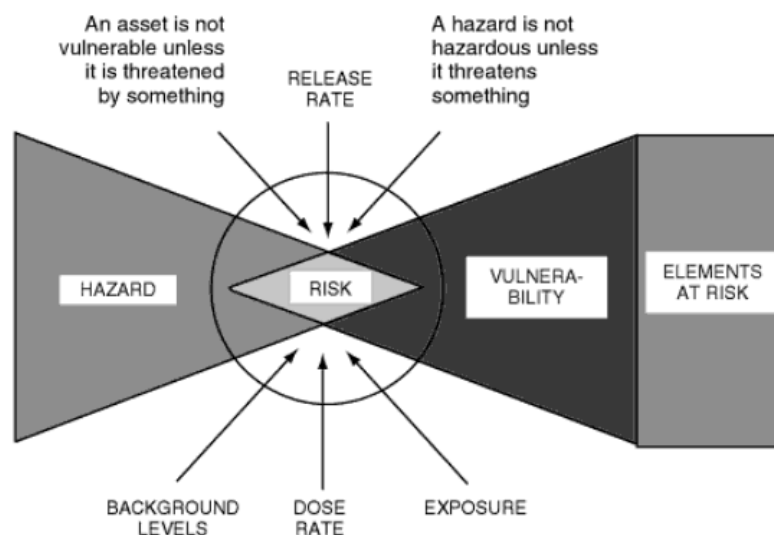 An asset is not
vulnerable unless
it is threatened
by something
RELEASE
RATE
A hazard is not
hazardous unless
it threatens
something
HAZARD
RISK
VULNERA-
BILITY
ELEMENTS
AT RISK
BACKGROUND
LEVELS
DOSE
RATE
EXPOSURE